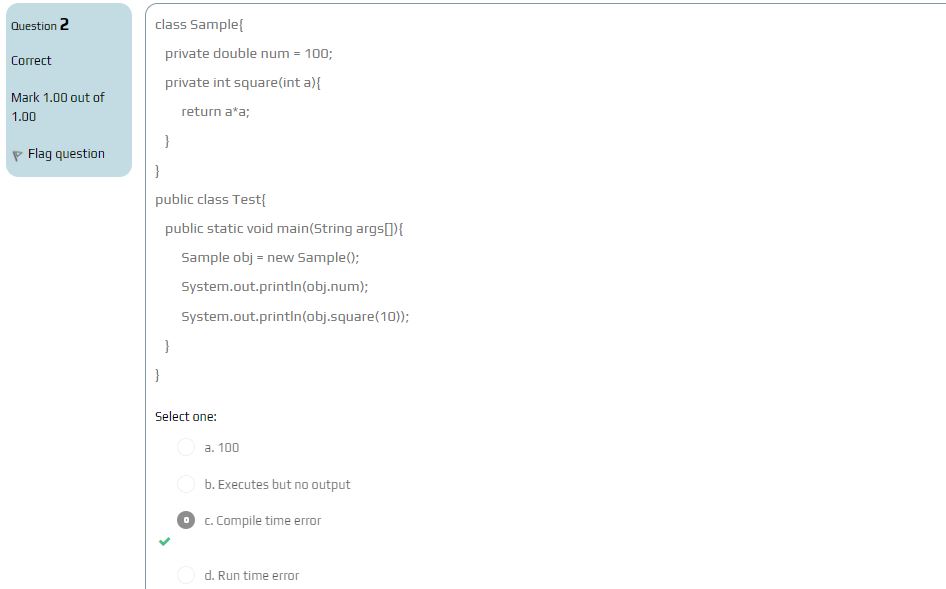 Question 2
Correct
Mark 1.00 out of
1.00
Flag question
class Sample{
private double num = 100;
private int square(int a){
return a*a;
}
}
public class Test{
public static void main(String args[]){
Sample obj = new Sample();
System.out.println(obj.num);
System.out.println(obj.square(10));
}
}
Select one:
a. 100
b. Executes but no output
c. Compile time error
d. Run time error